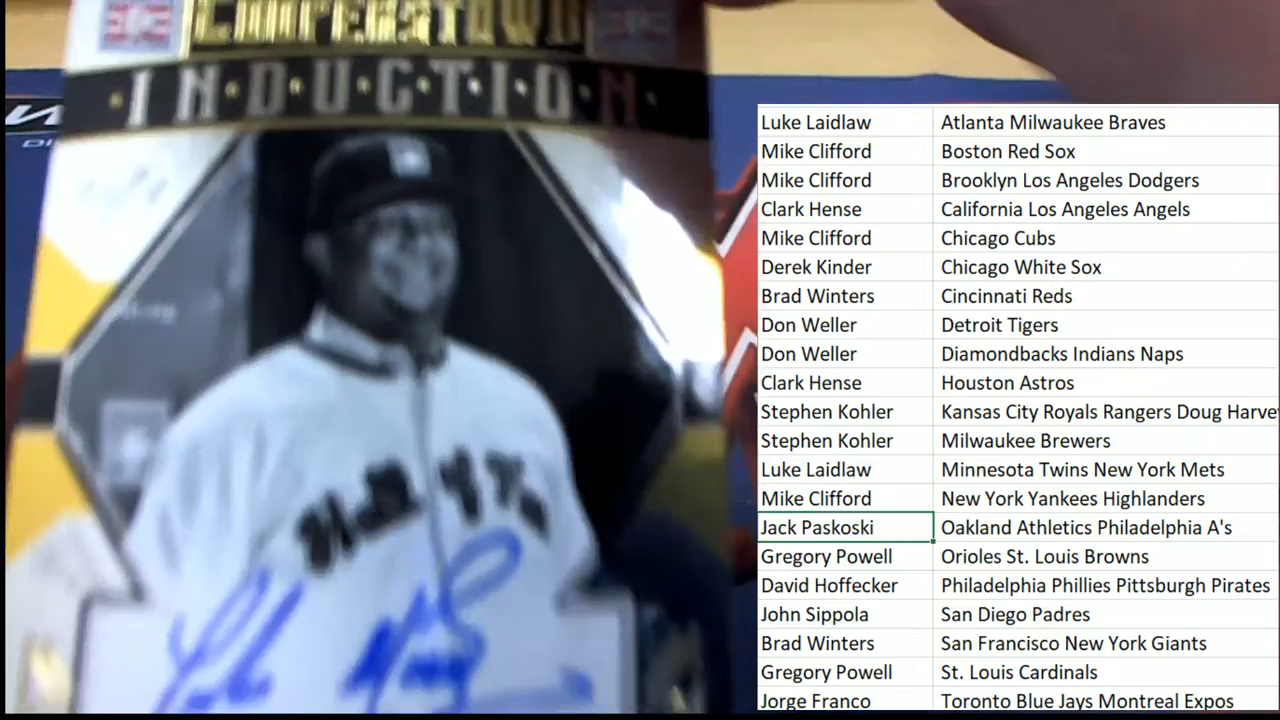 COOPERSTOWN
INDUCTION
Luke Laidlaw Atlanta Milwaukee Braves
Mike Clifford Boston Red Sox
Mike Clifford Brooklyn Los Angeles Dodgers
Clark Hense California Los Angeles Angels
Mike Clifford Chicago Cubs
Derek Kinder Chicago White Sox
Brad Winters Cincinnati Reds
Don Weller Detroit Tigers
Don Weller Diamondbacks Indians Naps
Clark Hense Houston Astros
Stephen Kohler Kansas City Royals Rangers Doug Harve
Stephen Kohler Milwaukee Brewers
Luke Laidlaw Minnesota Twins New York Mets
Mike Clifford New York Yankees Highlanders
Jack Paskoski Oakland Athletics Philadelphia A's
Gregory Powell Orioles St. Louis Browns
David Hoffecker Philadelphia Phillies Pittsburgh Pirates
John Sippola San Diego Padres
Brad Winters San Francisco New York Giants
Gregory Powell St. Louis Cardinals
Jorge Franco Toronto Blue Jays Montreal Expos